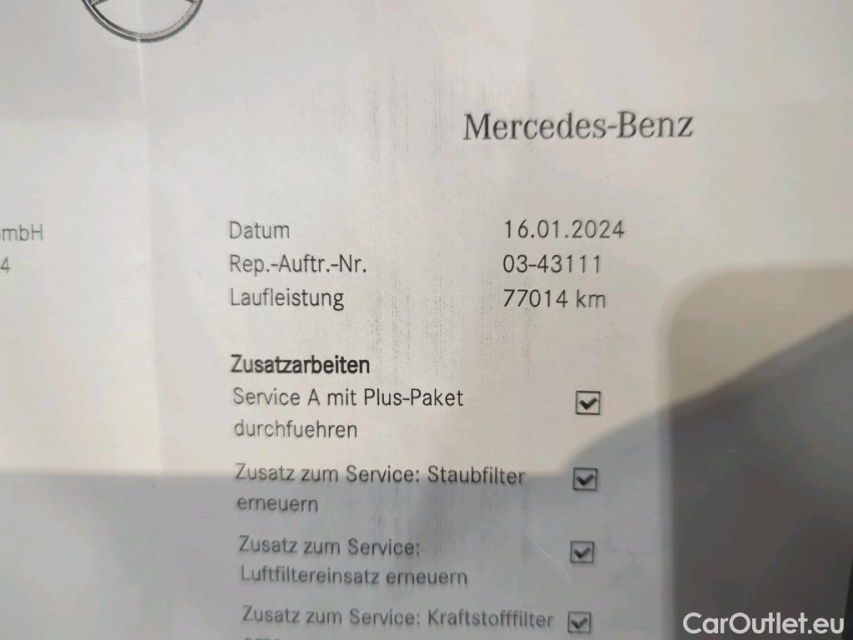 Mercedes-Benz
mbH
4
Datum 16.01.2024
Rep.-Auftr.-Nr. 03-43111
Laufleistung 77014 km
Zusatzarbeiten
Service A mit Plus-Paket
durchfuehren
Zusatz zum Service: Staubfilter
erneuern
Zusatz zum Service:
Luftfiltereinsatz erneuern
Zusatz zum Service: Kraftstofffilter
CarOutlet.eu